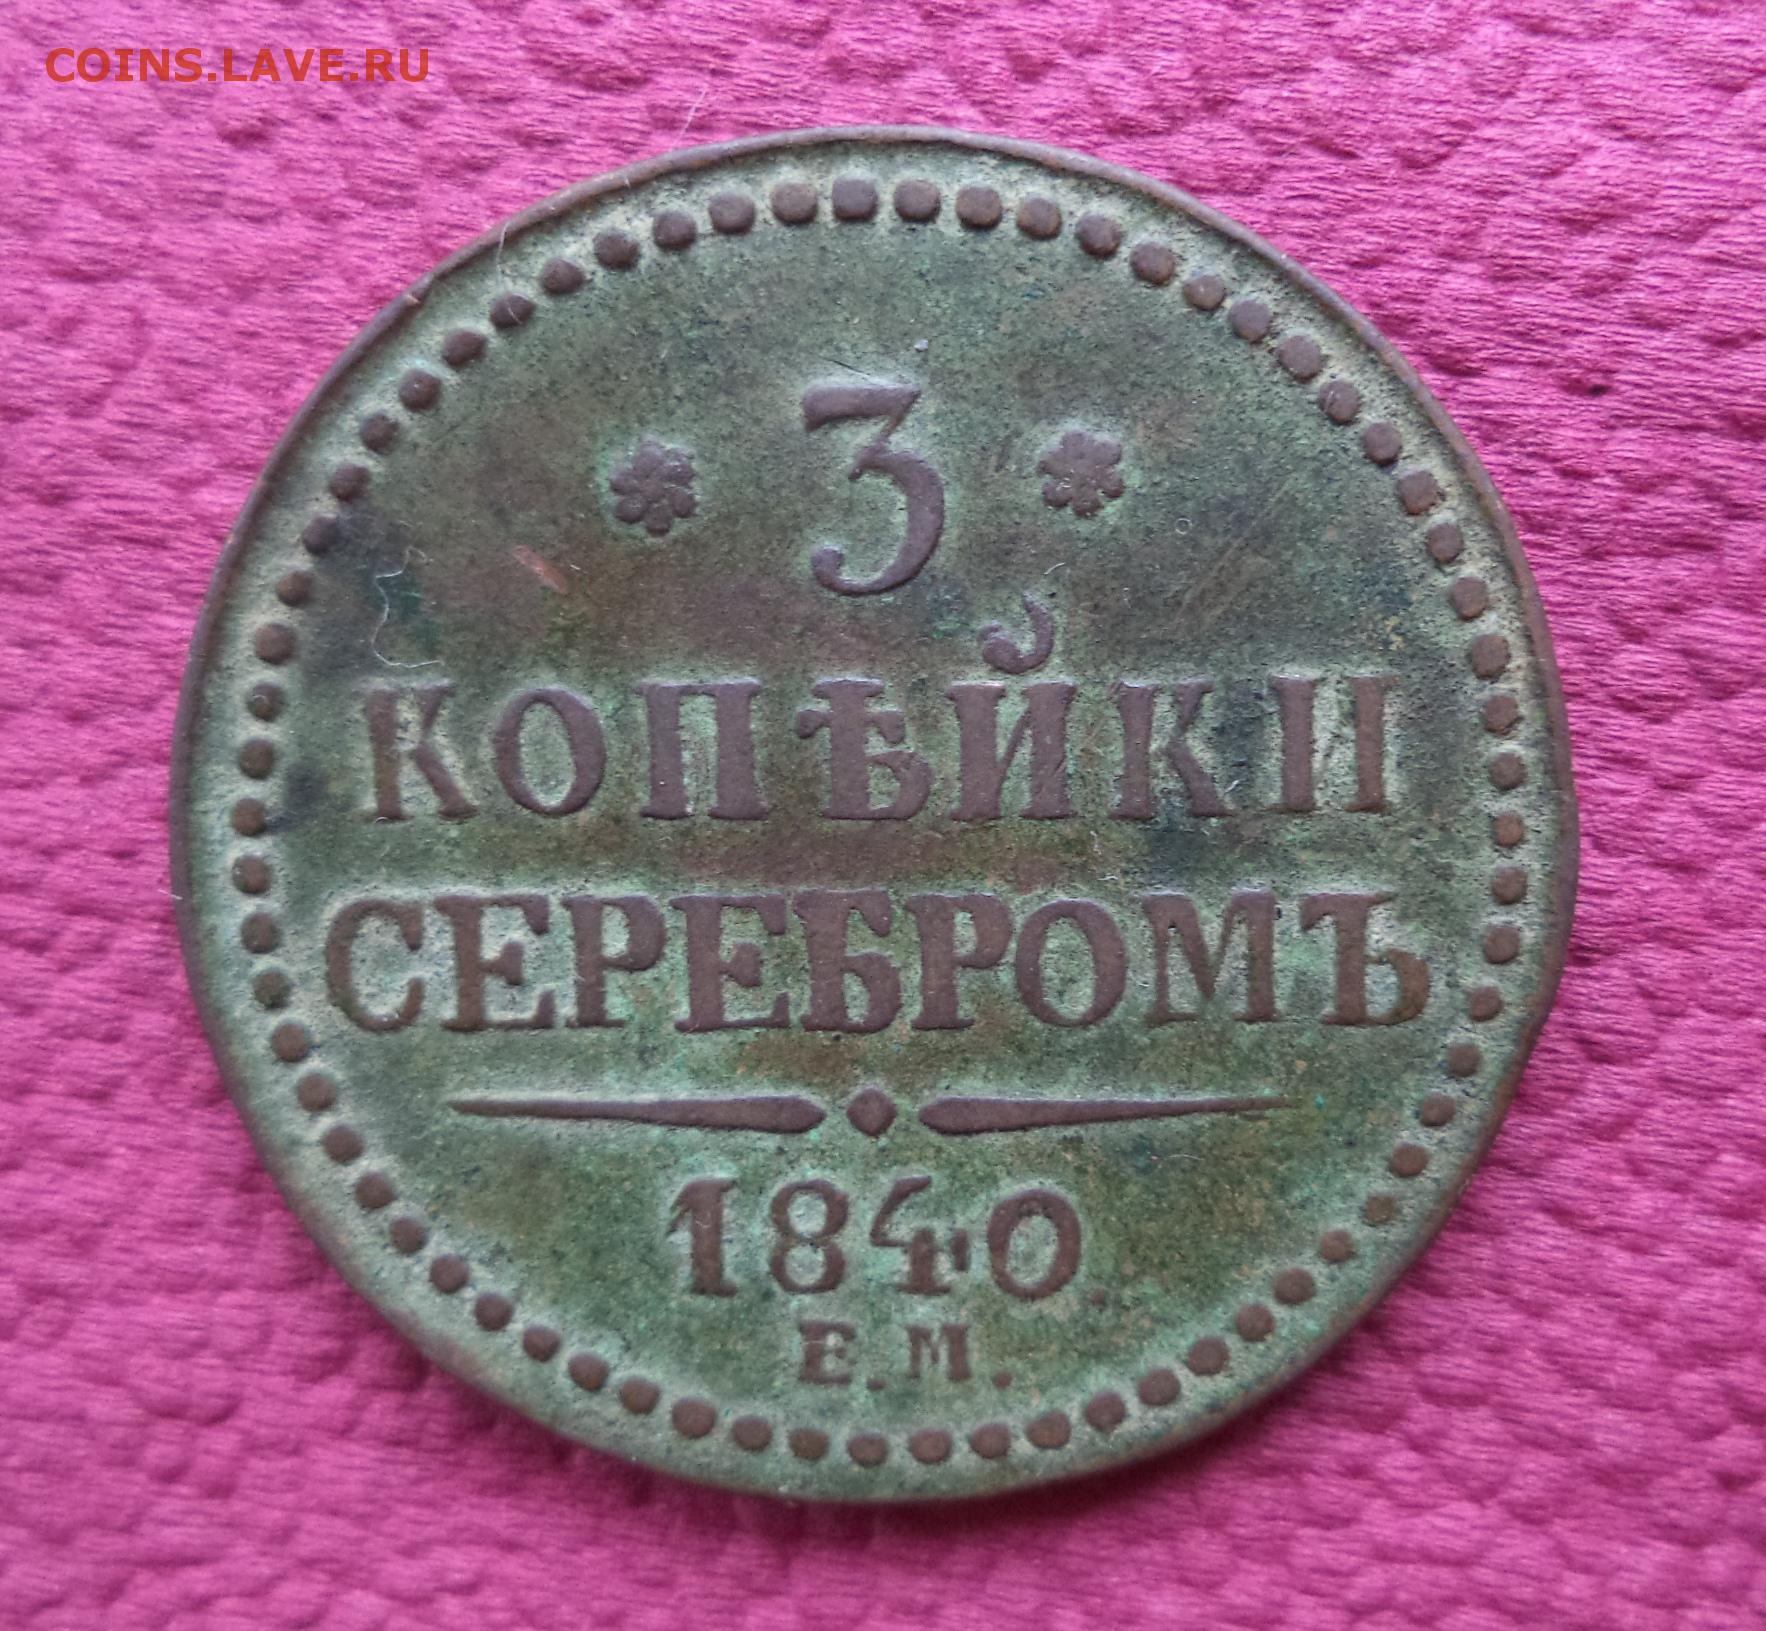 COINS.LAVE.RU
* 3 *
КОПѢЙКИ
СЕРЕБРОМЪ
1840.
Е.М.